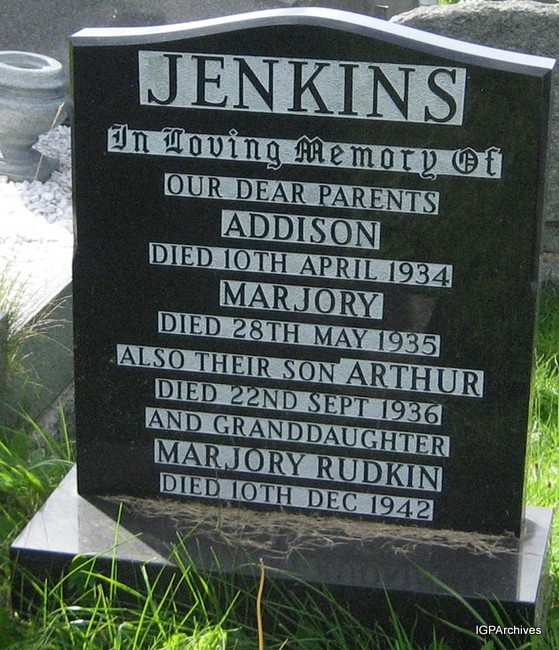 JENKINS
In Loving Memory Of
OUR DEAR PARENTS
ADDISON
DIED 10TH APRIL 1934
MARJORY
DIED 28TH MAY 1935
ALSO THEIR SON ARTHUR
DIED 22ND SEPT 1936
AND GRANDDAUGHTER
MARJORY RUDKIN
DIED 10TH DEC 1942
IGPArchives